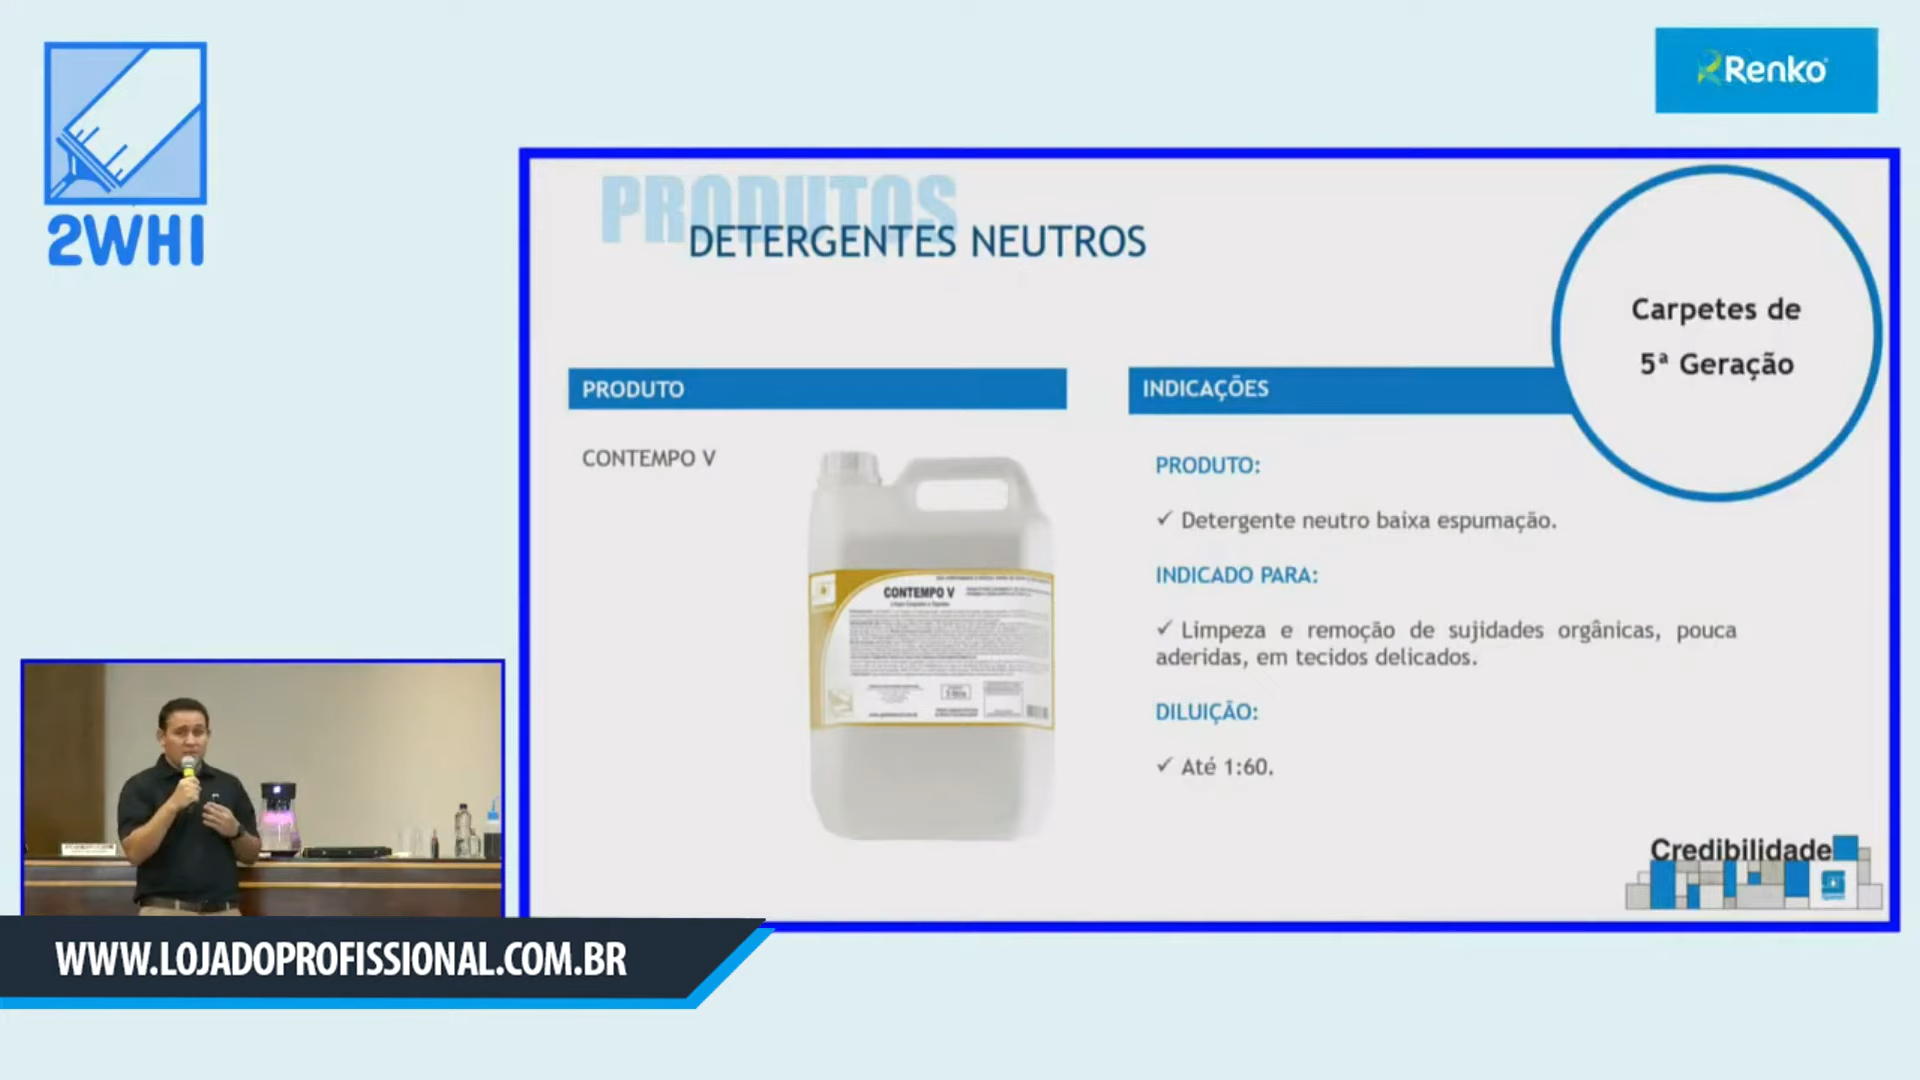 2WHI
Renko
PRODUTOS
DETERGENTES NEUTROS
Carpetes de
5ª Geração
PRODUTO
INDICAÇÕES
CONTEMPO V
PRODUTO:
✓ Detergente neutro baixa espumação.
INDICADO PARA:
✓ Limpeza e remoção de sujidades orgânicas, pouca
aderidas, em tecidos delicados.
DILUIÇÃO:
✓ Até 1:60.
CONTEMPO V
Credibilidade
WWW.LOJADOPROFISSIONAL.COM.BR